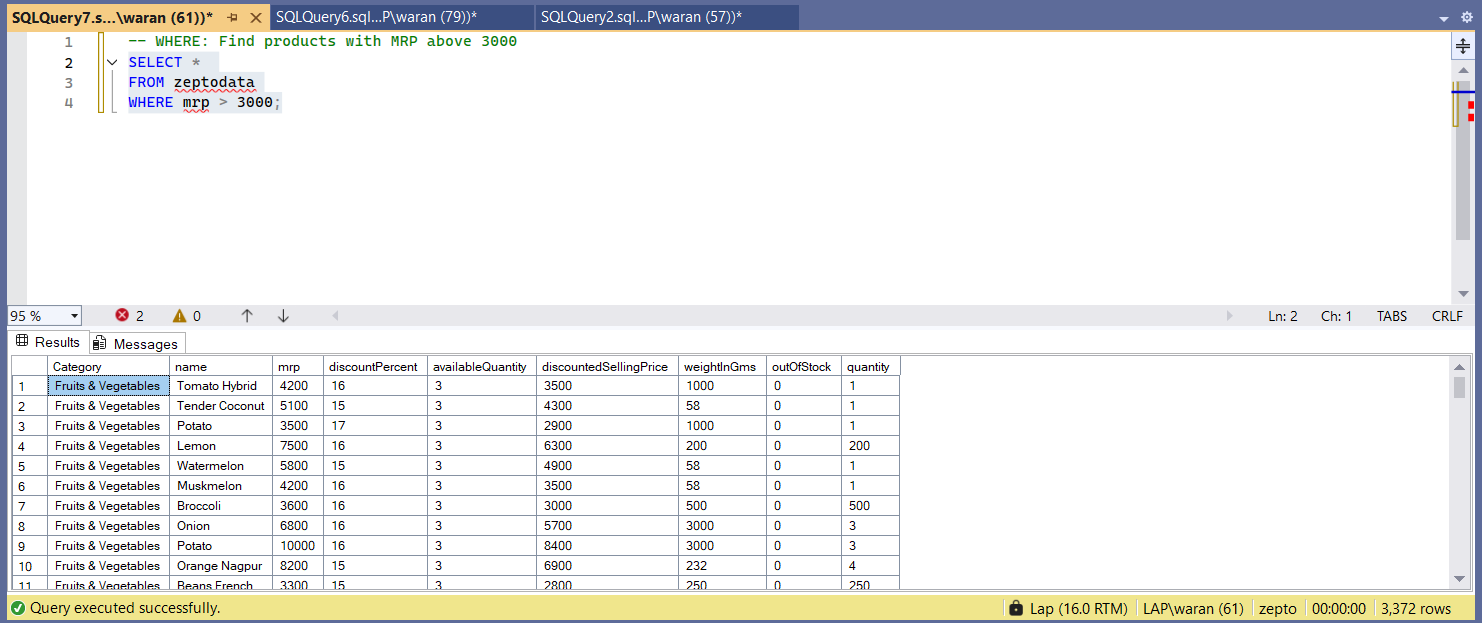 SQLQuery7.s...\waran (61))* SQLQuery6.sql...P\waran (79))* SQLQuery2.sql...P\waran (57))*
1 -- WHERE: Find products with MRP above 3000
2 SELECT *
3 FROM zeptodata
4 WHERE mrp > 3000;
95 % 2 0 Ln: 2 Ch: 1 TABS CRLF
Results Messages
Category name mrp discountPercent availableQuantity discountedSellingPrice weightInGms outOfStock quantity
1 Fruits & Vegetables Tomato Hybrid 4200 16 3 3500 1000 0 1
2 Fruits & Vegetables Tender Coconut 5100 15 3 4300 58 0 1
3 Fruits & Vegetables Potato 3500 17 3 2900 1000 0 1
4 Fruits & Vegetables Lemon 7500 16 3 6300 200 0 200
5 Fruits & Vegetables Watermelon 5800 15 3 4900 58 0 1
6 Fruits & Vegetables Muskmelon 4200 16 3 3500 58 0 1
7 Fruits & Vegetables Broccoli 3600 16 3 3000 500 0 500
8 Fruits & Vegetables Onion 6800 16 3 5700 3000 0 3
9 Fruits & Vegetables Potato 10000 16 3 8400 3000 0 3
10 Fruits & Vegetables Orange Nagpur 8200 15 3 6900 232 0 4
11 Fruits & Vegetables Beans French 3300 15 3 2800 250 0 250
Query executed successfully. Lap (16.0 RTM) LAP\waran (61) zepto 00:00:00 3,372 rows